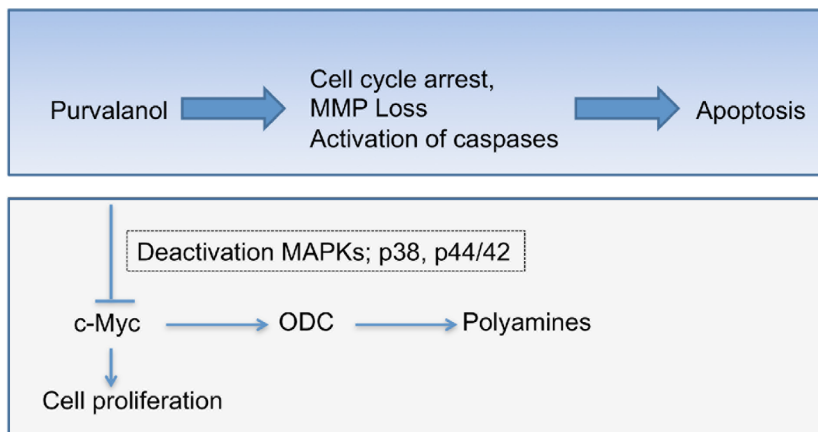 Purvalanol
Cell cycle arrest,
MMP Loss
Activation of caspases
Apoptosis
Deactivation MAPKs; p38, p44/42
c-Myc
ODC
Polyamines
Cell proliferation